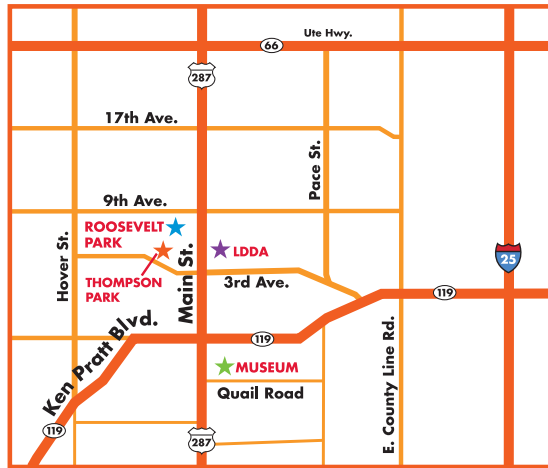 Ute Hwy.
66
287
17th Ave.
Pace St.
9th Ave.
ROOSEVELT
PARK
LDDA
Hover St.
Main St.
THOMPSON
PARK
3rd Ave.
25
119
Ken Pratt Blvd.
119
E. County Line Rd.
MUSEUM
Quail Road
119
287